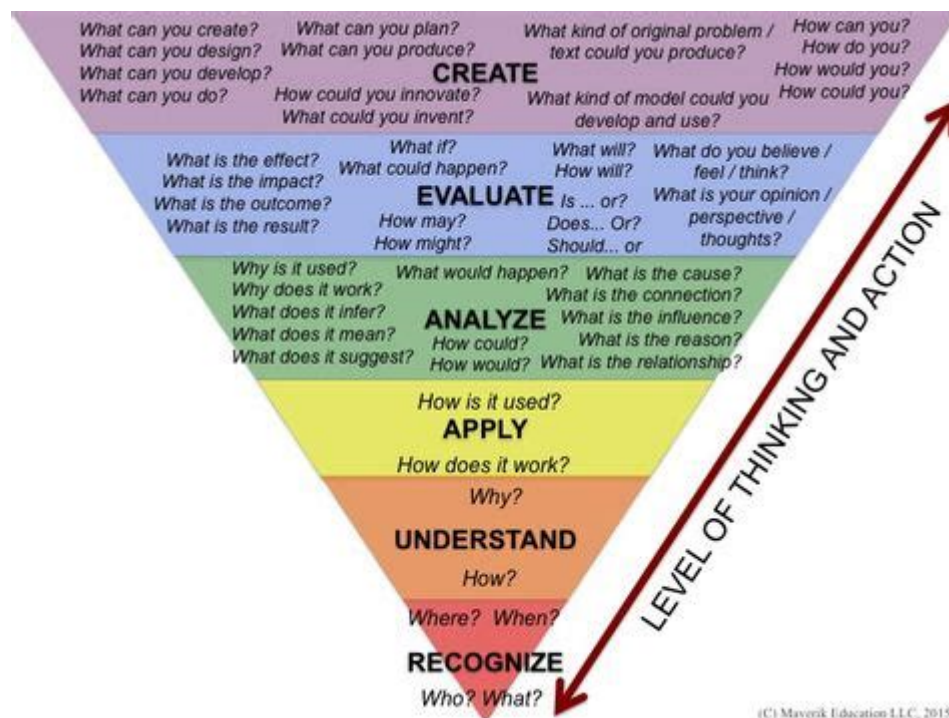 What can you create?
What can you design?
What can you develop?
What can you do?
What can you plan?
What can you produce?
What kind of original problem /
text could you produce?
How can you?
How do you?
How would you?
How could you?
CREATE
How could you innovate?
What could you invent?
What kind of model could you
develop and use?
What is the effect?
What is the impact?
What is the outcome?
What is the result?
What if?
What could happen?
What will?
How will?
What do you believe /
feel / think?
EVALUATE
How may?
How might?
Is ... or?
Does... Or?
Should... or
What is your opinion /
perspective /
thoughts?
Why is it used?
Why does it work?
What does it infer?
What does it mean?
What does it suggest?
What would happen?
ANALYZE
How could?
How would?
What is the cause?
What is the connection?
What is the influence?
What is the reason?
What is the relationship?
How is it used?
APPLY
How does it work?
Why?
UNDERSTAND
How?
Where? When?
RECOGNIZE
Who? What?
LEVEL OF THINKING AND ACTION
(C) Maverik Education LLC, 2015